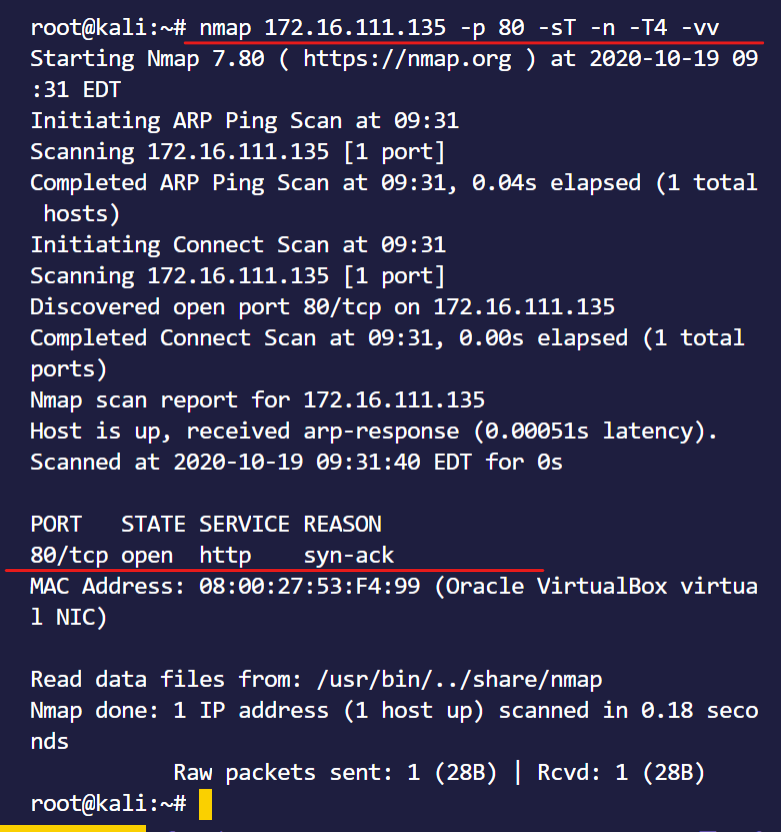 root@kali:~# nmap 172.16.111.135 -p 80 -sT -n -T4 -vv
Starting Nmap 7.80 ( https://nmap.org ) at 2020-10-19 09
:31 EDT
Initiating ARP Ping Scan at 09:31
Scanning 172.16.111.135 [1 port]
Completed ARP Ping Scan at 09:31, 0.04s elapsed (1 total
 hosts)
Initiating Connect Scan at 09:31
Scanning 172.16.111.135 [1 port]
Discovered open port 80/tcp on 172.16.111.135
Completed Connect Scan at 09:31, 0.00s elapsed (1 total
ports)
Nmap scan report for 172.16.111.135
Host is up, received arp-response (0.00051s latency).
Scanned at 2020-10-19 09:31:40 EDT for 0s

PORT   STATE SERVICE REASON
80/tcp open  http    syn-ack
MAC Address: 08:00:27:53:F4:99 (Oracle VirtualBox virtua
l NIC)

Read data files from: /usr/bin/../share/nmap
Nmap done: 1 IP address (1 host up) scanned in 0.18 seco
nds
           Raw packets sent: 1 (28B) | Rcvd: 1 (28B)
root@kali:~#